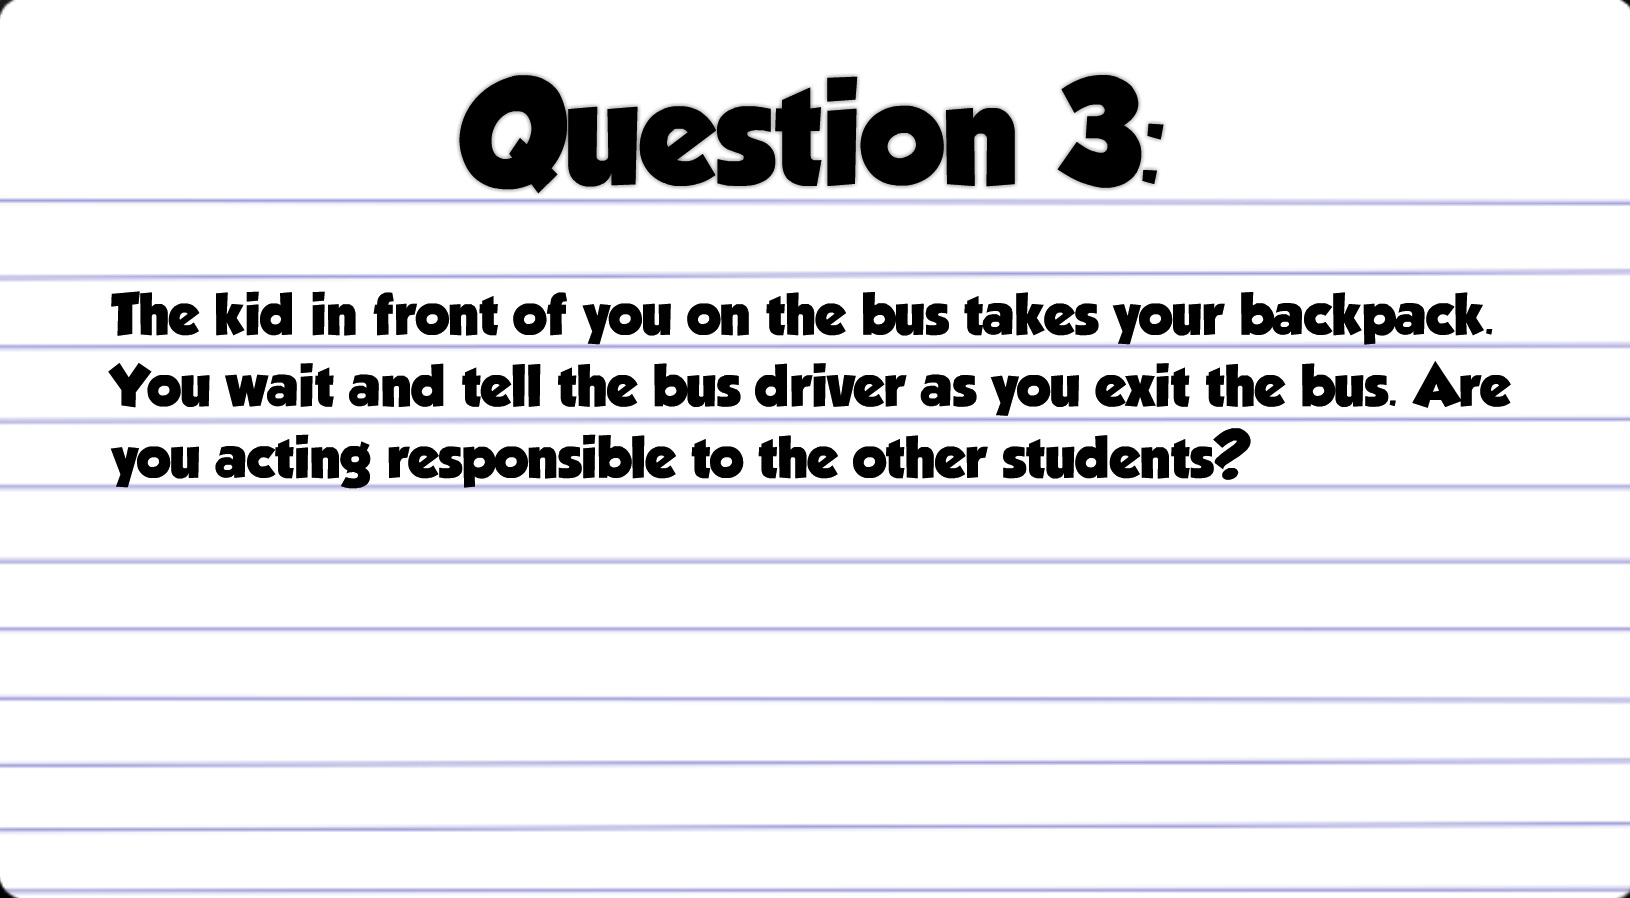 Question 3:
The kid in front of you on the bus takes your backpack.
You wait and tell the bus driver as you exit the bus. Are
you acting responsible to the other students?